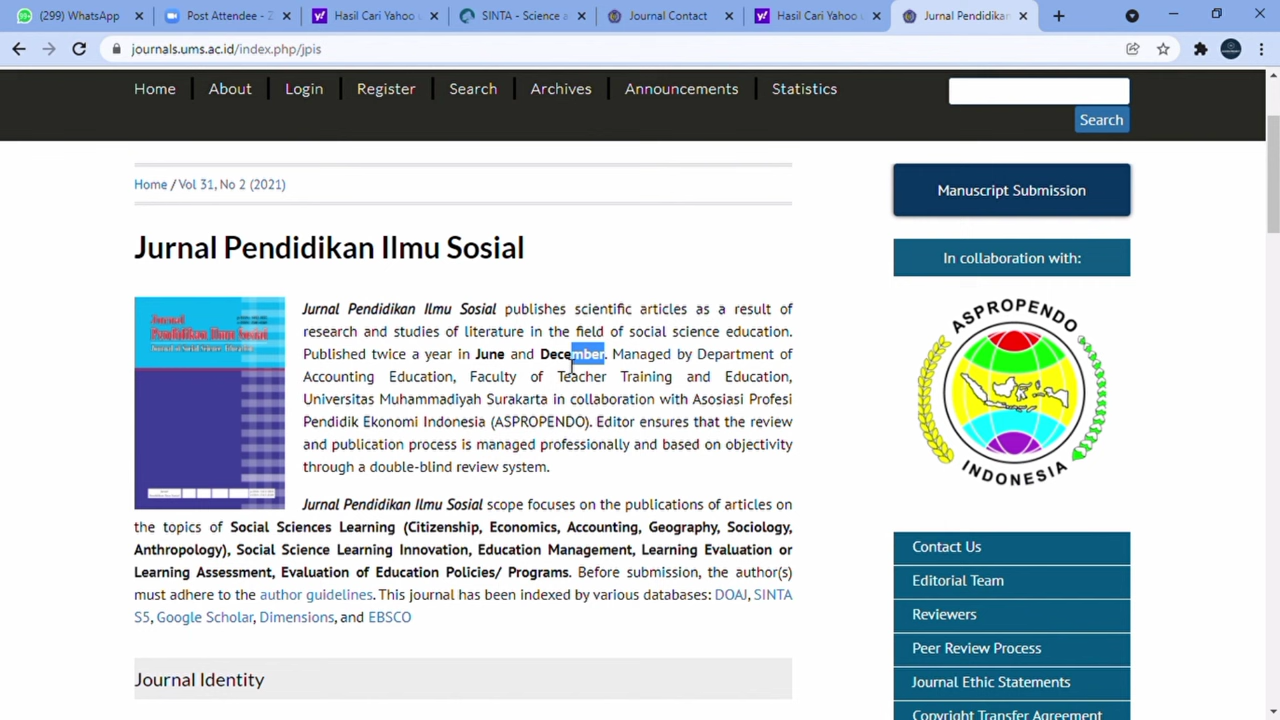 (299) WhatsApp
Post Attendee - Z
Hasil Cari Yahoo u
SINTA - Science a
Journal Contact
Hasil Cari Yahoo u
Jurnal Pendidikan
journals.ums.ac.id/index.php/jpis
Home
About
Login
Register
Search
Archives
Announcements
Statistics
Search
Home / Vol 31, No 2 (2021)
Jurnal Pendidikan Ilmu Sosial
Jurnal Pendidikan Ilmu Sosial publishes scientific articles as a result of
research and studies of literature in the field of social science education.
Published twice a year in June and December. Managed by Department of
Accounting Education, Faculty of Teacher Training and Education,
Universitas Muhammadiyah Surakarta in collaboration with Asosiasi Profesi
Pendidik Ekonomi Indonesia (ASPROPENDO). Editor ensures that the review
and publication process is managed professionally and based on objectivity
through a double-blind review system.
Jurnal Pendidikan Ilmu Sosial scope focuses on the publications of articles on
the topics of Social Sciences Learning (Citizenship, Economics, Accounting, Geography, Sociology,
Anthropology), Social Science Learning Innovation, Education Management, Learning Evaluation or
Learning Assessment, Evaluation of Education Policies/ Programs. Before submission, the author(s)
must adhere to the author guidelines. This journal has been indexed by various databases: DOAJ, SINTA
S5, Google Scholar, Dimensions, and EBSCO
Journal Identity
Jurnal
Pendidikan Ilmu Sosial
Manuscript Submission
In collaboration with:
ASPROPENDO
INDONESIA
Contact Us
Editorial Team
Reviewers
Peer Review Process
Journal Ethic Statements
Copyright Transfer Agreement